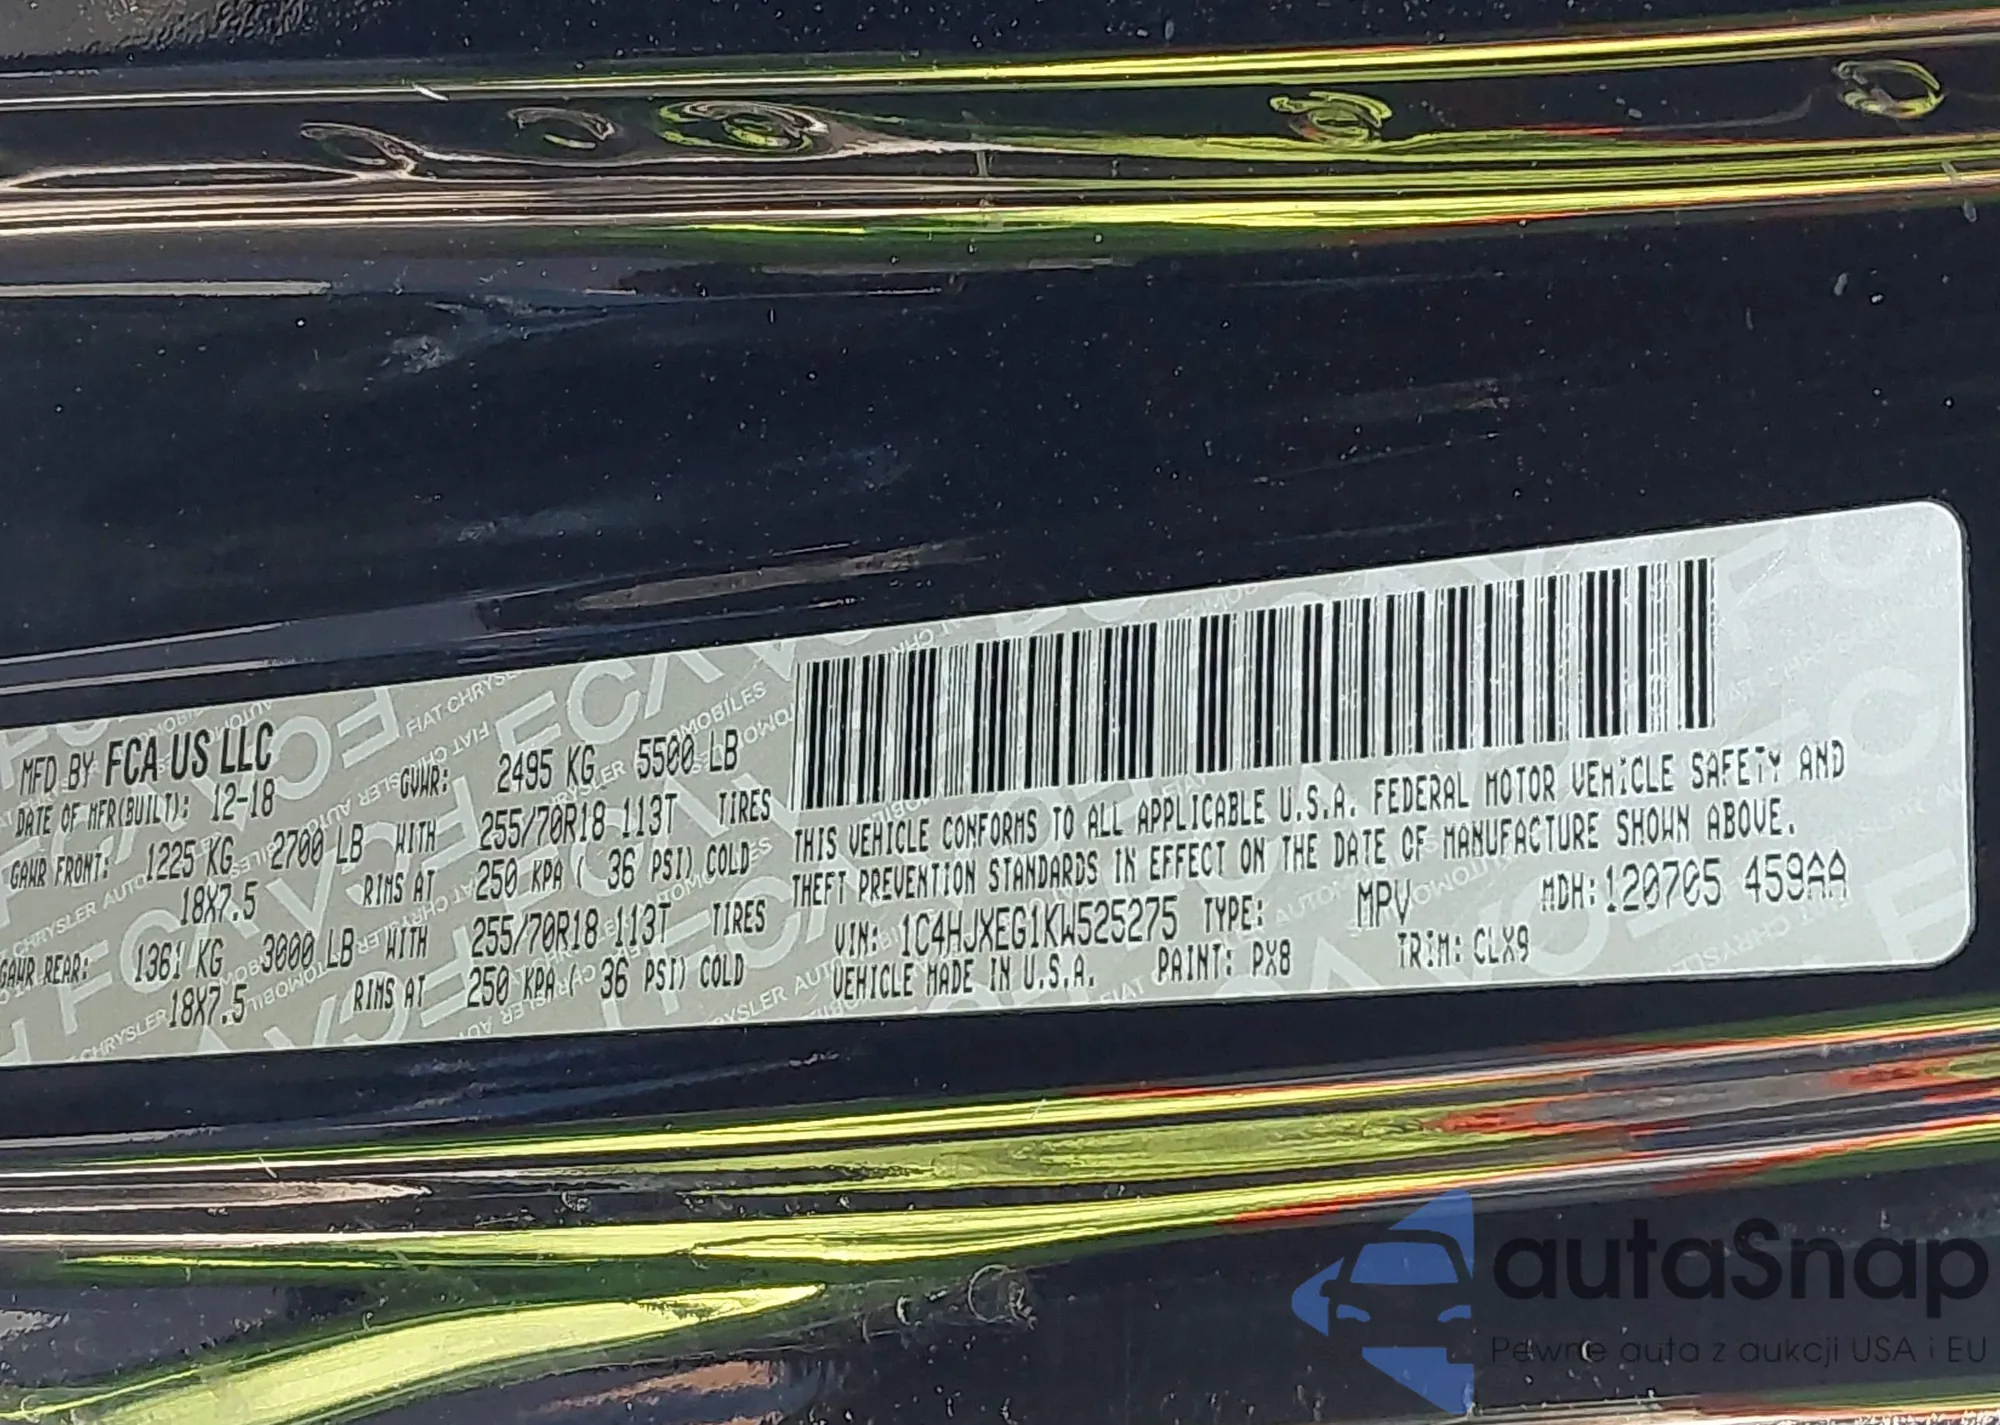 MFD BY FCA US LLC
DATE OF MFR(BUILT): 12-18 GVWR: 2495 KG 5500 LB
GAWR FRONT: 1225 KG 2700 LB WITH 255/70R18 113T TIRES
18X7.5 RIMS AT 250 KPA ( 36 PSI) COLD
GAWR REAR: 1361 KG 3000 LB WITH 255/70R18 113T TIRES
18X7.5 RIMS AT 250 KPA ( 36 PSI) COLD
THIS VEHICLE CONFORMS TO ALL APPLICABLE U.S.A. FEDERAL MOTOR VEHICLE SAFETY AND
THEFT PREVENTION STANDARDS IN EFFECT ON THE DATE OF MANUFACTURE SHOWN ABOVE.
VIN: 1C4HJXEG1KW525275 TYPE: MPV MDH: 120705 459AA
VEHICLE MADE IN U.S.A. PAINT: PX8 TRIM: CLX9
autaSnap
Pewne auta z aukcji USA i EU